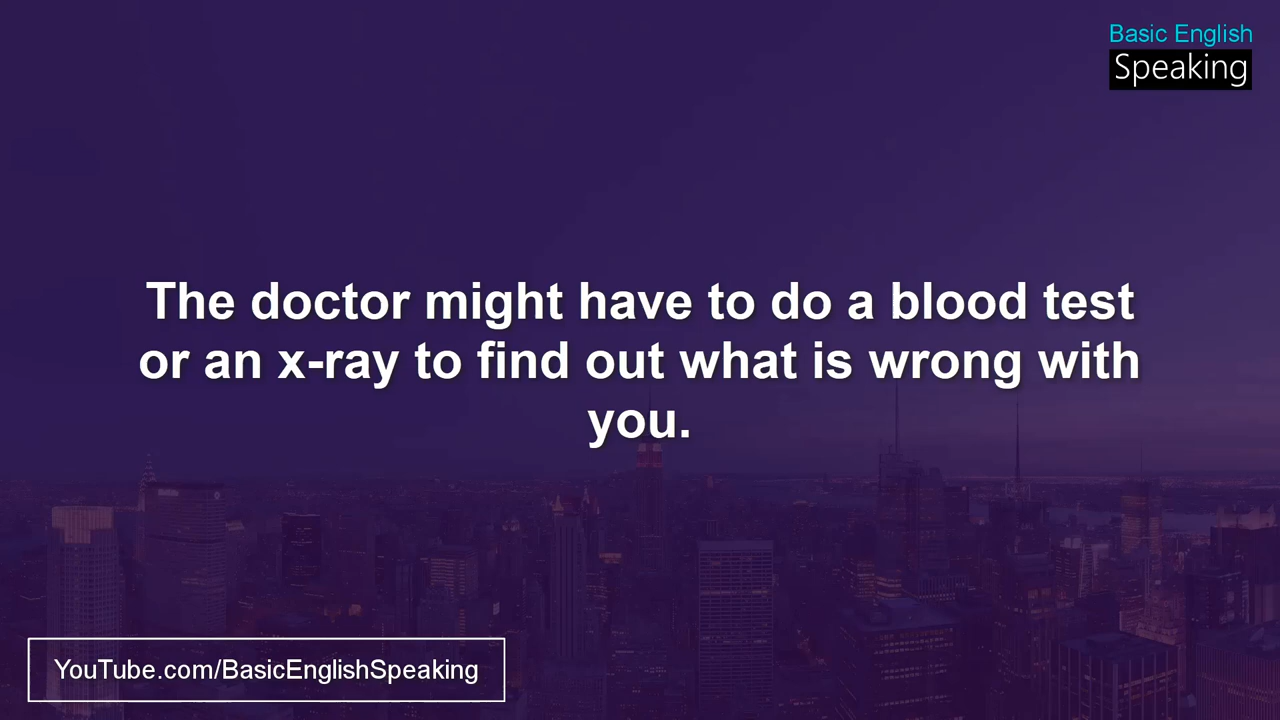 Basic English
Speaking
The doctor might have to do a blood test
or an x-ray to find out what is wrong with
you.
YouTube.com/BasicEnglishSpeaking